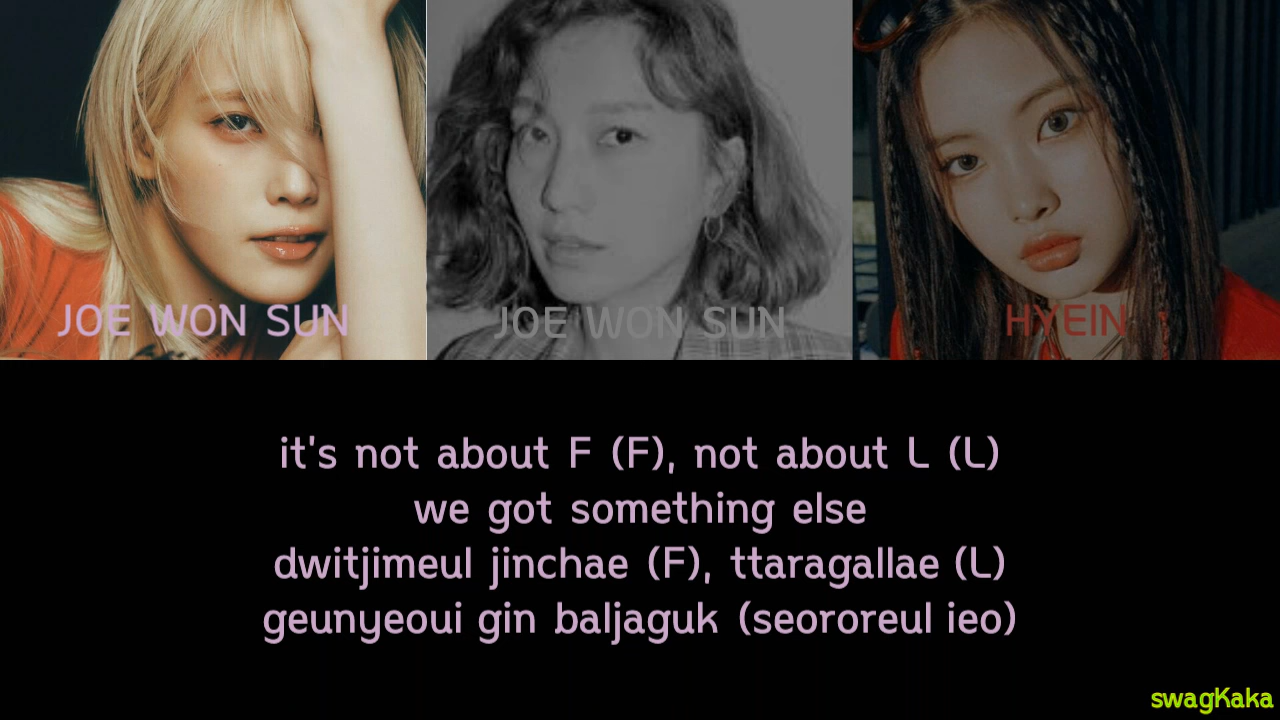 JOE WON SUN
JOE WON SUN
HYEIN
it's not about F (F), not about L (L)
we got something else
dwitjimeul jinchae (F), ttaragallae (L)
geunyeoui gin baljaguk (seororeul ieo)
swagKaka